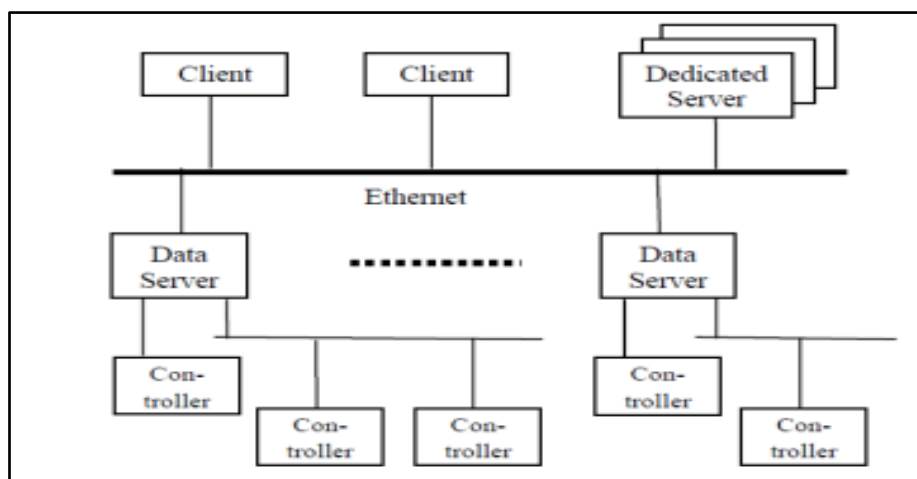 Client
Client
Dedicated
Server
Ethernet
Data
Server
Data
Server
Con-
troller
Con-
troller
Con-
troller
Con-
troller
Con-
troller